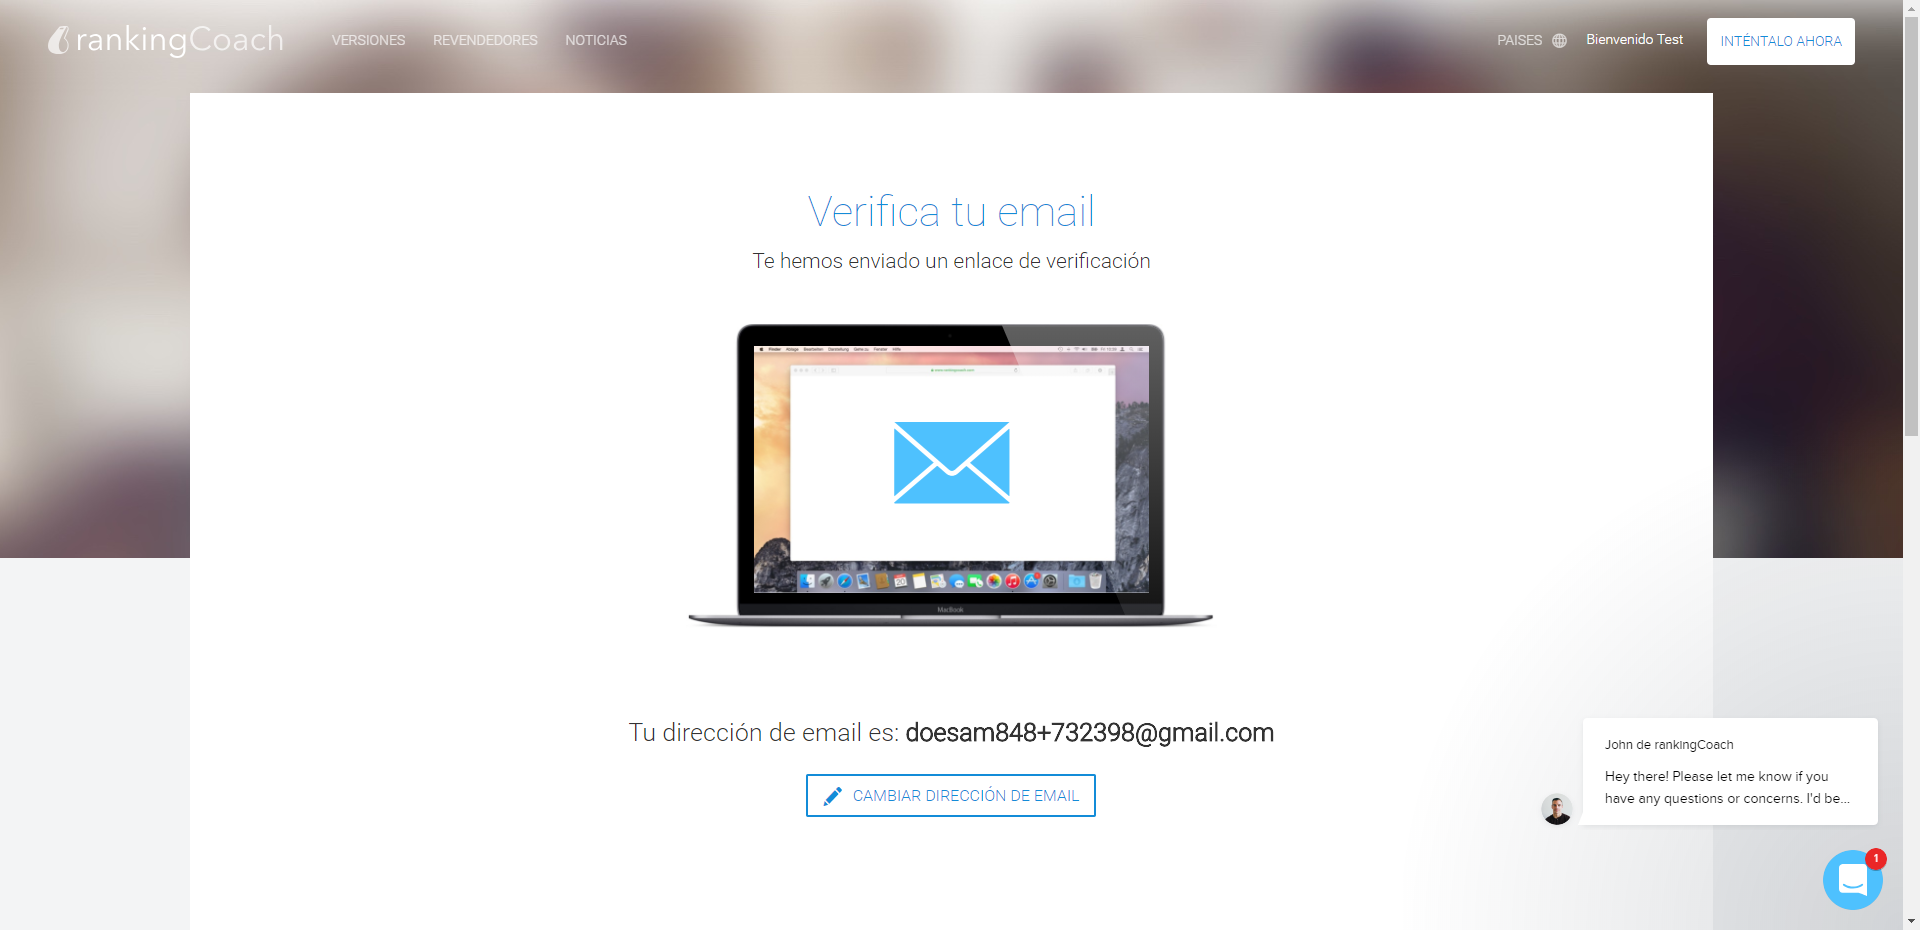 rankingCoach
VERSIONES REVENDEDORES NOTICIAS
PAISES Bienvenido Test INTÉNTALO AHORA
Verifica tu email
Te hemos enviado un enlace de verificación
MacBook
Tu dirección de email es: doesam848+732398@gmail.com
CAMBIAR DIRECCIÓN DE EMAIL
John de rankingCoach
Hey there! Please let me know if you
have any questions or concerns. I'd be...
1